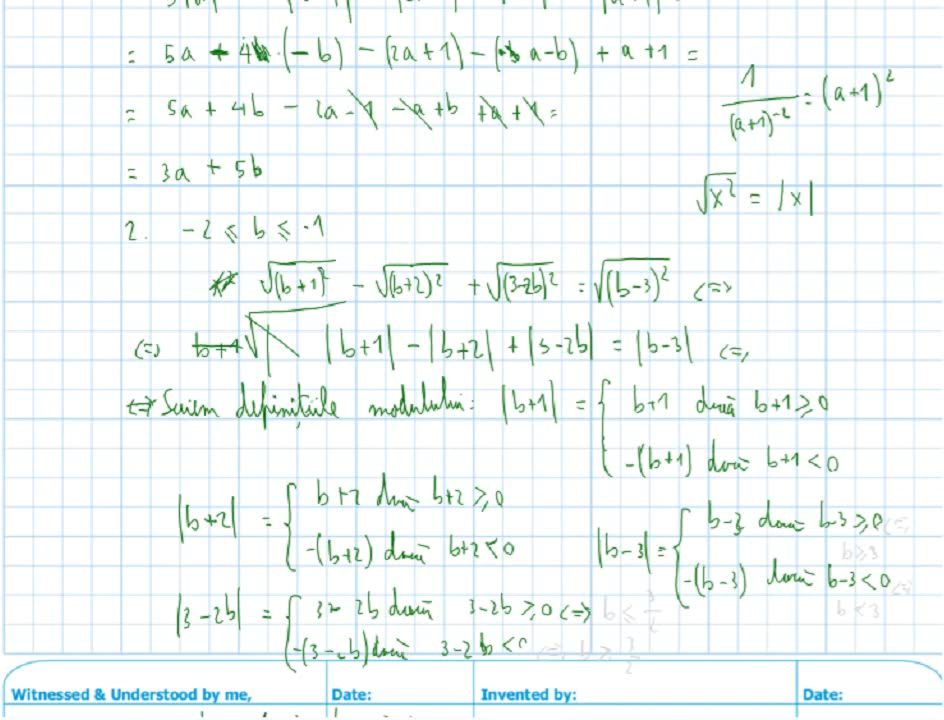 = 5a + 4 · (-b) - (2a+1) - (a-b) + a+1 =
= 5a + 4b - 2a - 1 - a + b + a + 1 =
1/(a+1)^-2 = (a+1)^2
= 3a + 5b
√x² = |x|
2. -2 ≤ b ≤ -1
√(b+1)² - √(b+2)² + √(3-2b)² = √(b-3)² <=>
<=> b+1 √ |b+1| - |b+2| + |3-2b| = |b-3| <=>
<=> Scriem definițiile modulului: |b+1| = { b+1 dacă b+1 ≥ 0
-(b+1) dacă b+1 < 0
|b+2| = { b+2 dacă b+2 ≥ 0
-(b+2) dacă b+2 < 0
|b-3| = { b-3 dacă b-3 ≥ 0 <=>
b ≥ 3
-(b-3) dacă b-3 < 0 <=>
b < 3
|3-2b| = { 3-2b dacă 3-2b ≥ 0 <=> b ≤ 3/2
-(3-2b) dacă 3-2b < 0 <=> b > 3/2
Witnessed & Understood by me, Date: Invented by: Date: